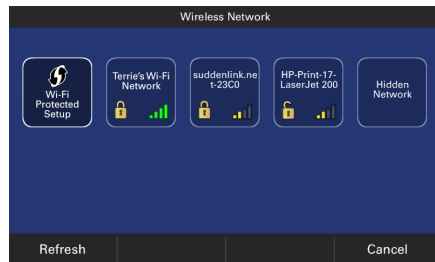 Wireless Network
Wi-Fi
Protected
Setup
Terrie's Wi-Fi
Network
suddenlink.ne
t-23C0
HP-Print-17-
LaserJet 200
Hidden
Network
Refresh
Cancel